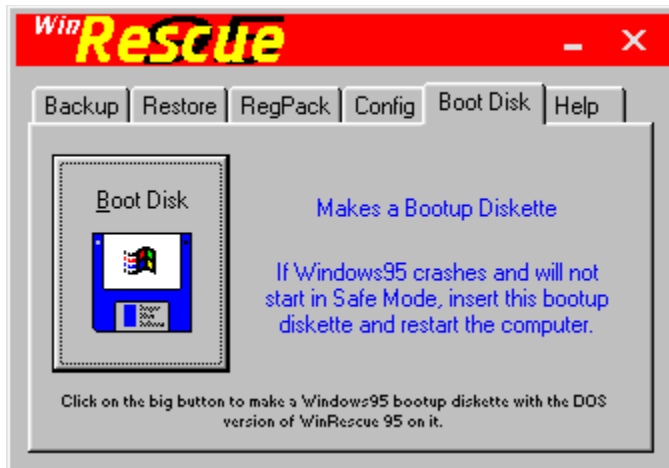 WinRescue
Backup Restore RegPack Config Boot Disk Help
Boot Disk
Makes a Bootup Diskette
If Windows95 crashes and will not
start in Safe Mode, insert this bootup
diskette and restart the computer.
Click on the big button to make a Windows95 bootup diskette with the DOS
version of WinRescue 95 on it.